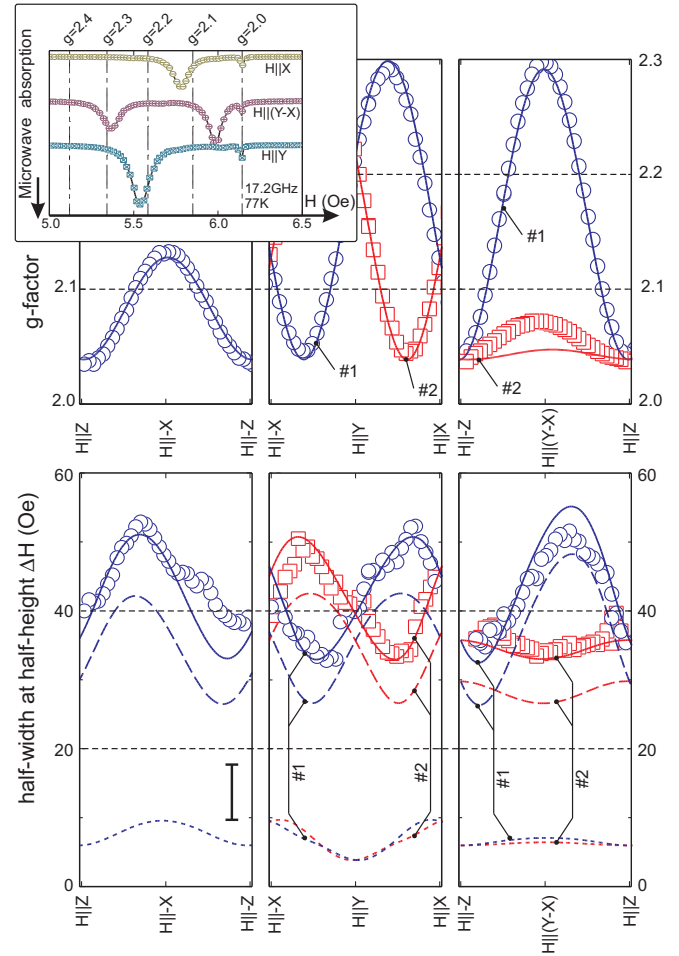 g=2.4
g=2.3
g=2.2
g=2.1
g=2.0
Microwave absorption
H||X
H||(Y-X)
H||Y
17.2GHz
77K
H (Oe)
5.0
5.5
6.0
6.5
g-factor
2.3
2.2
2.1
2.0
2.1
2.0
#1
#2
#1
#2
H||Z
H||-X
H||-Z
H||-X
H||Y
H||X
H||-Z
H||(Y-X)
H||Z
half-width at half-height ΔH (Oe)
60
40
20
0
60
40
20
0
#1
#2
#1
#2
H||Z
H||-X
H||-Z
H||-X
H||Y
H||X
H||-Z
H||(Y-X)
H||Z